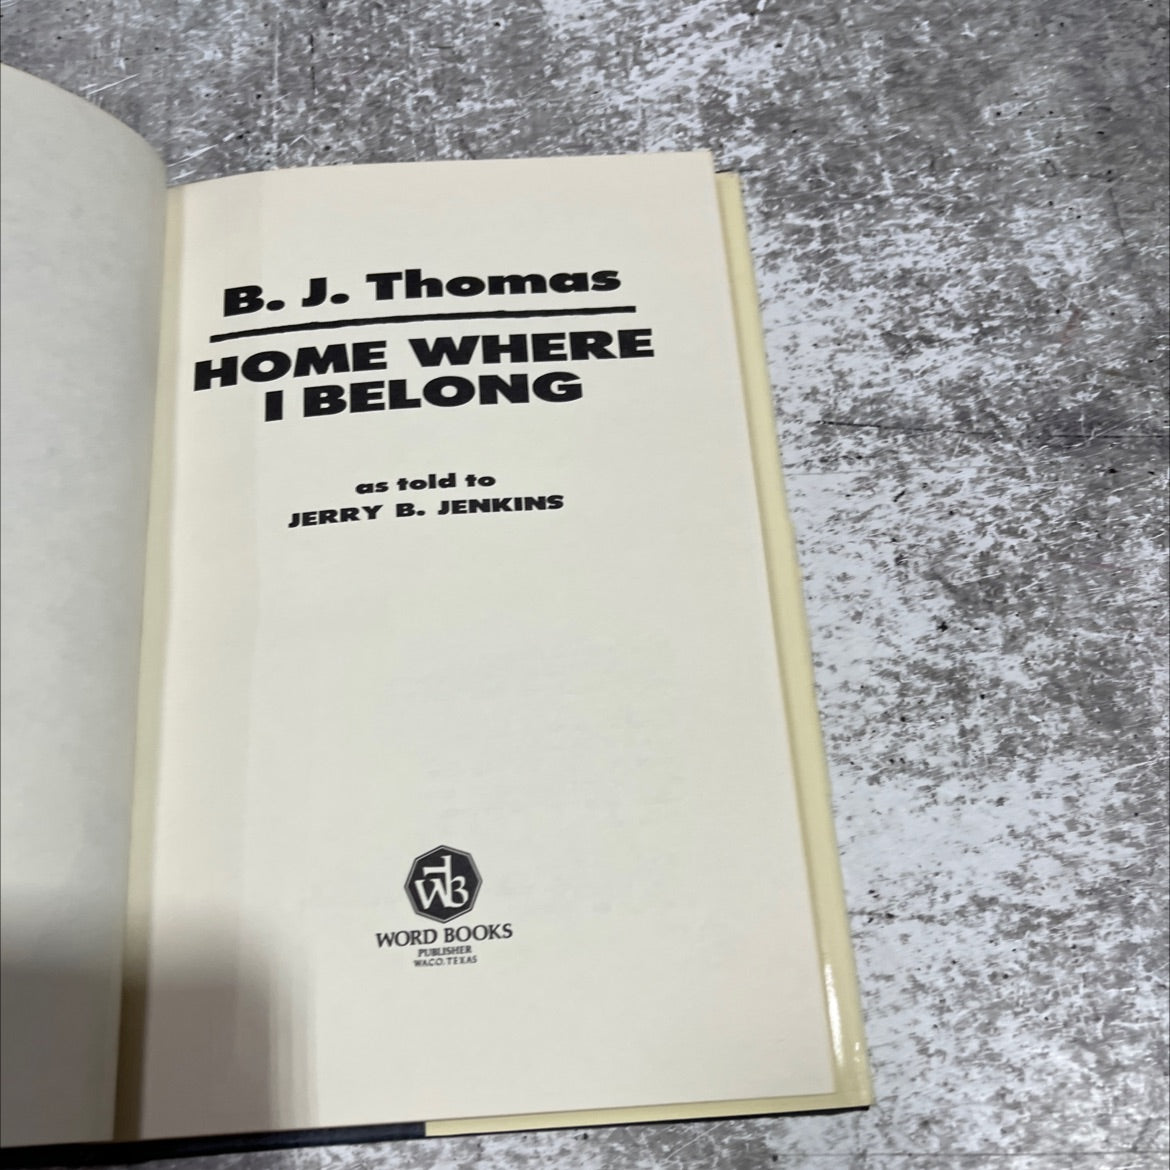 B. J. Thomas
HOME WHERE
I BELONG
as told to
JERRY B. JENKINS
WB
WORD BOOKS
PUBLISHER
WACO, TEXAS